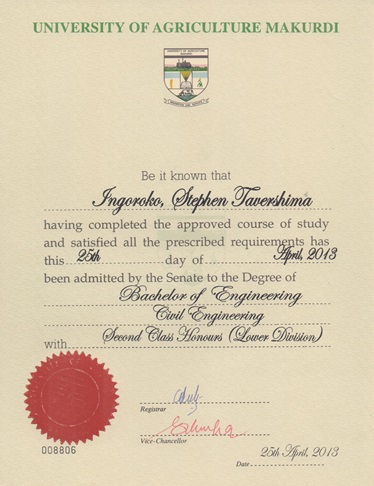 UNIVERSITY OF AGRICULTURE MAKURDI
Be it known that
Ingoroko, Stephen Tavershima
having completed the approved course of study
and satisfied all the prescribed requirements has
this 25th day of April, 2013
been admitted by the Senate to the Degree of
Bachelor of Engineering
Civil Engineering
with Second Class Honours (Lower Division)
Registrar
Vice-Chancellor
008806
25th April, 2013
Date